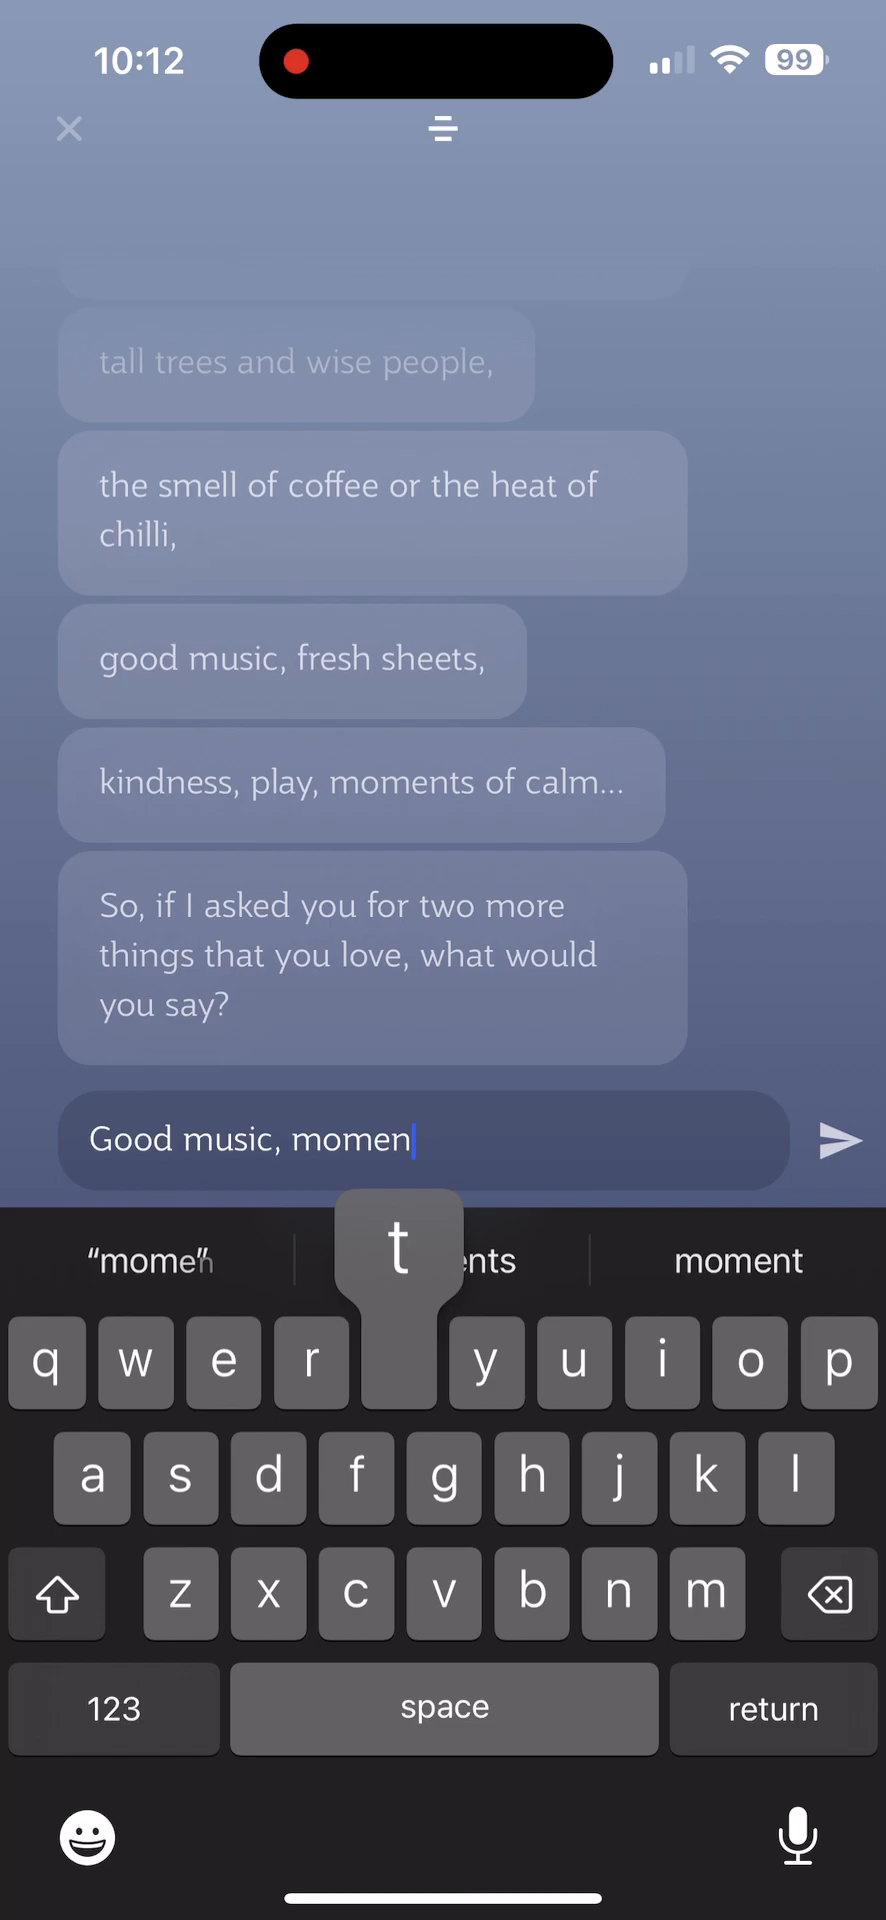 10:12
99
tall trees and wise people,
the smell of coffee or the heat of
chilli,
good music, fresh sheets,
kindness, play, moments of calm...
So, if I asked you for two more
things that you love, what would
you say?
Good music, momen
t
ents
moment
q w e r y u i o p
a s d f g h j k l
z x c v b n m
123 space return